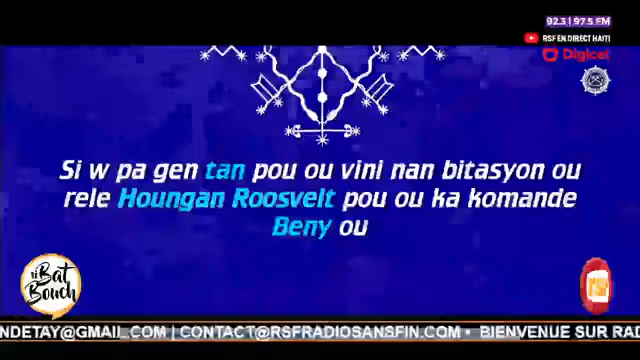 92.3 | 97.5 FM
RSF EN DIRECT HAITI
Digicel
Si w pa gen tan pou ou vini nan bitasyon ou
rele Houngan Roosvelt pou ou ka komande
Beny ou
ti Bat
Bouch
RSF
NDETAY@GMAIL.COM | CONTACT@RSFRADIOSANSFIN.COM • BIENVENUE SUR RAD